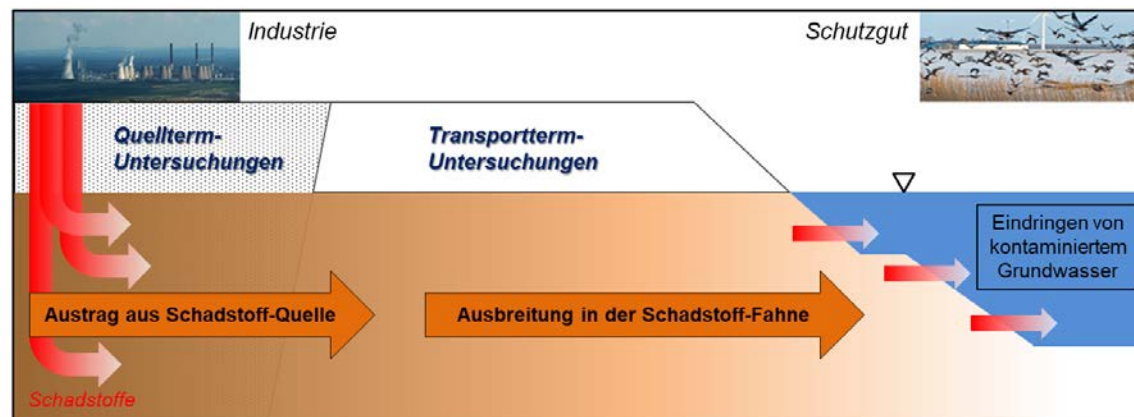 Industrie
Schutzgut
Quellterm-
Untersuchungen
Transportterm-
Untersuchungen
Eindringen von
kontaminiertem
Grundwasser
Austrag aus Schadstoff-Quelle
Ausbreitung in der Schadstoff-Fahne
Schadstoffe